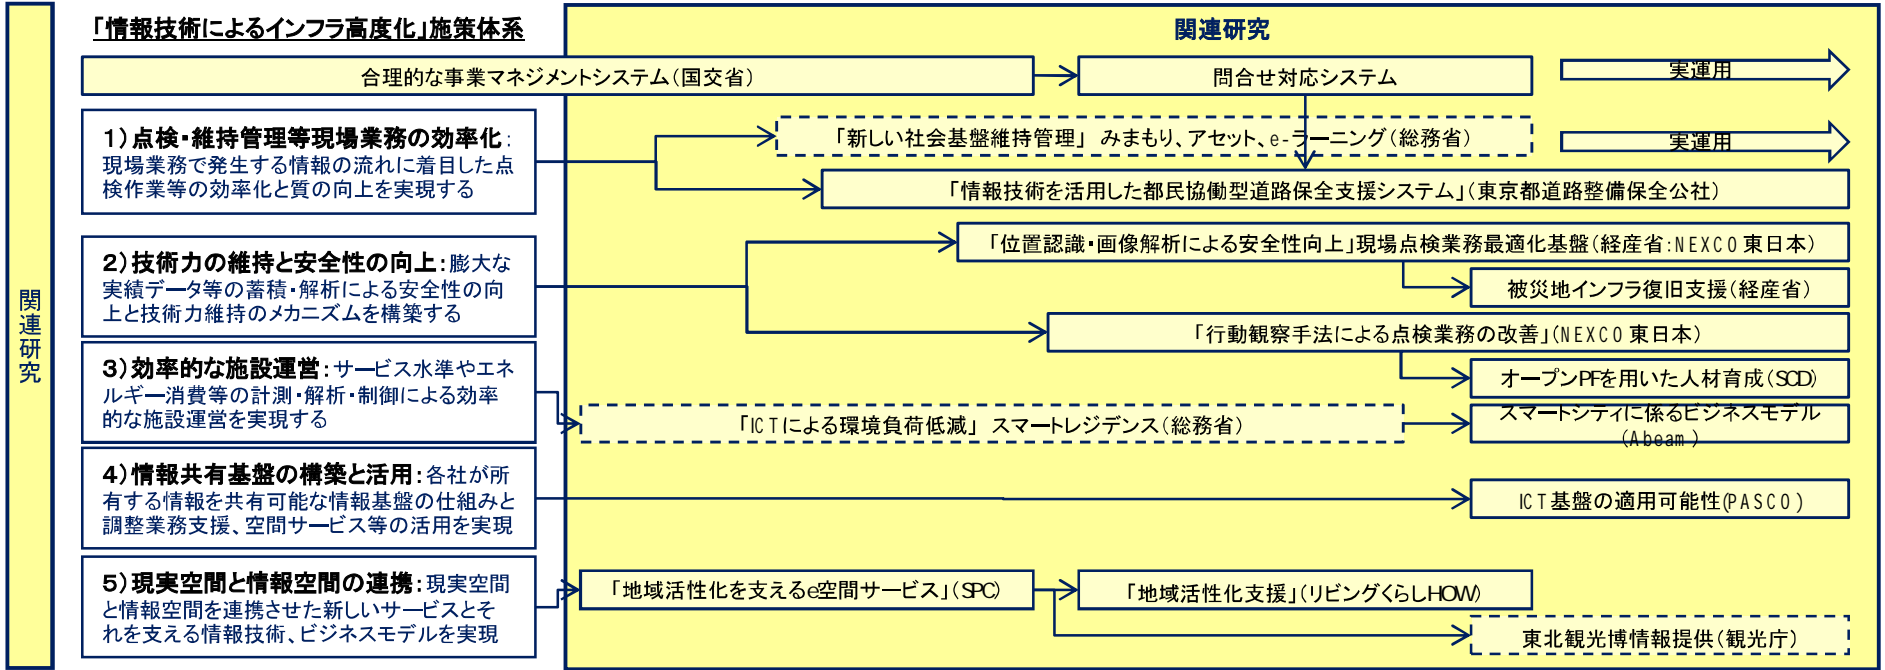 関連研究
「情報技術によるインフラ高度化」施策体系
関連研究
合理的な事業マネジメントシステム(国交省)
問合せ対応システム
実運用
1)点検・維持管理等現場業務の効率化:
現場業務で発生する情報の流れに着目した点
検作業等の効率化と質の向上を実現する
「新しい社会基盤維持管理」 みまもり、アセット、e-ラーニング(総務省)
実運用
「情報技術を活用した都民協働型道路保全支援システム」(東京都道路整備保全公社)
2)技術力の維持と安全性の向上:膨大な
実績データ等の蓄積・解析による安全性の向
上と技術力維持のメカニズムを構築する
「位置認識・画像解析による安全性向上」現場点検業務最適化基盤(経産省:NEXCO東日本)
被災地インフラ復旧支援(経産省)
「行動観察手法による点検業務の改善」(NEXCO東日本)
3)効率的な施設運営:サービス水準やエネ
ルギー消費等の計測・解析・制御による効率
的な施設運営を実現する
オープンPFを用いた人材育成(SCD)
「ICTによる環境負荷低減」 スマートレジデンス(総務省)
スマートシティに係るビジネスモデル
(Abeam)
4)情報共有基盤の構築と活用:各社が所
有する情報を共有可能な情報基盤の仕組みと
調整業務支援、空間サービス等の活用を実現
ICT基盤の適用可能性(PASCO)
5)現実空間と情報空間の連携:現実空間
と情報空間を連携させた新しいサービスとそ
れを支える情報技術、ビジネスモデルを実現
「地域活性化を支えるe空間サービス」(SPC)
「地域活性化支援」(リビングくらしHOW)
東北観光博情報提供(観光庁)